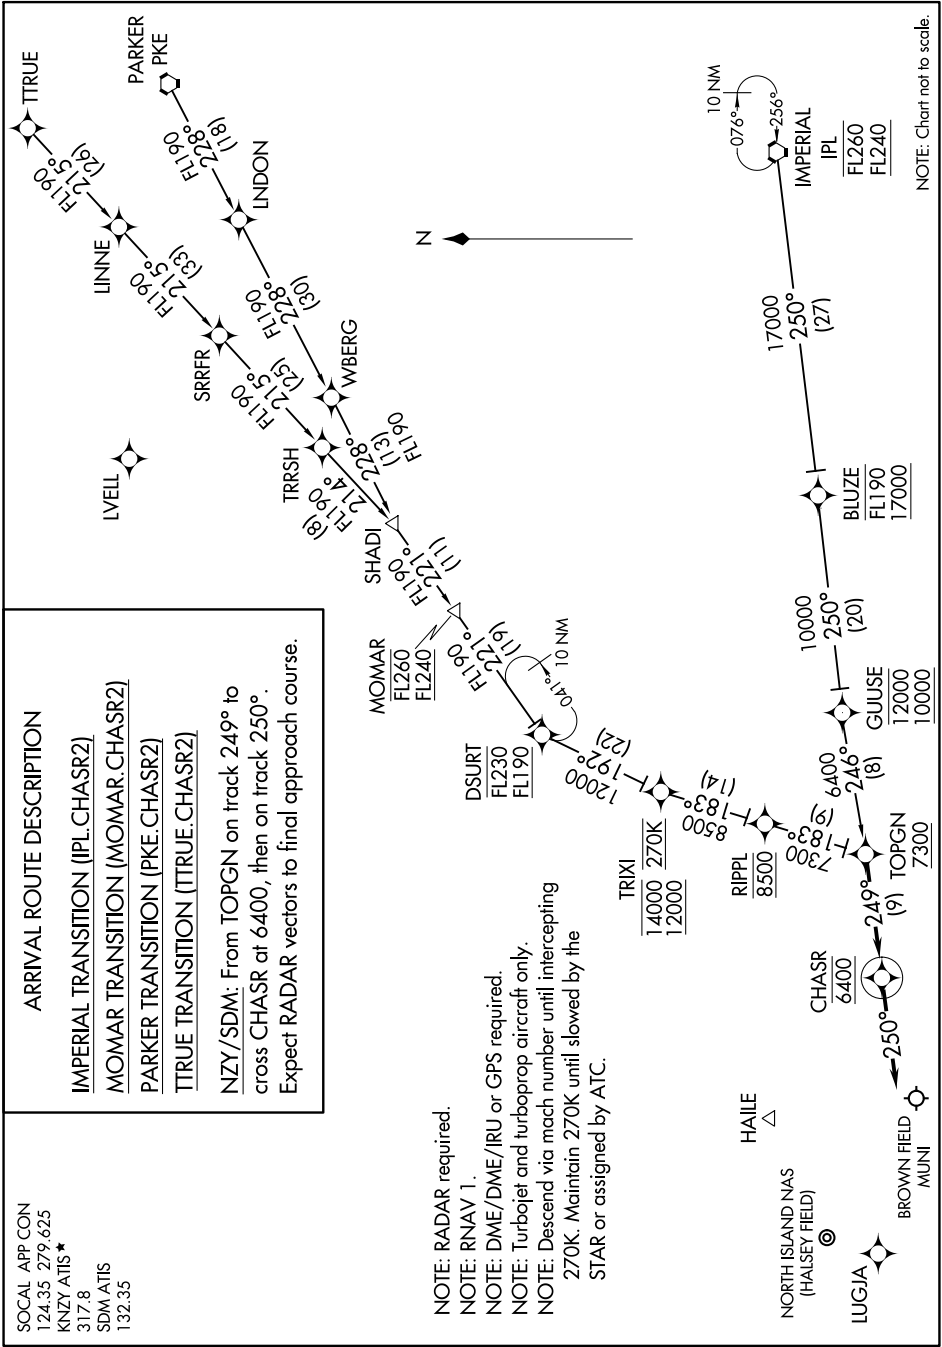 SOCAL APP CON
124.35 279.625
KNZY ATIS★
317.8
SDM ATIS
132.35
ARRIVAL ROUTE DESCRIPTION
IMPERIAL TRANSITION (IPL.CHASR2)
MOMAR TRANSITION (MOMAR.CHASR2)
PARKER TRANSITION (PKE.CHASR2)
TTRUE TRANSITION (TTRUE.CHASR2)
NZY/SDM: From TOPGN on track 249° to
cross CHASR at 6400, then on track 250°.
Expect RADAR vectors to final approach course.
TTRUE
FL190
215°
(26)
PARKER
PKE
FL190
228°
(18)
LINNE
FL190
215°
(33)
LNDON
FL190
228°
(30)
LVELL
SRRFR
FL190
215°
(25)
WBERG
228°
(13)
FL190
TRRSH
(8)
FL190
214°
SHADI
FL190
221°
(11)
N
MOMAR
FL260
FL240
FL190
221°
(19)
10 NM
041°
DSURT
FL230
FL190
12000
192°
(22)
TRIXI
14000 270K
12000
8500
183°
(14)
RIPPL
8500
7300
183°
(9)
NOTE: RADAR required.
NOTE: RNAV 1.
NOTE: DME/DME/IRU or GPS required.
NOTE: Turbojet and turboprop aircraft only.
NOTE: Descend via mach number until intercepting
270K. Maintain 270K until slowed by the
STAR or assigned by ATC.
10 NM
076°
256°
IMPERIAL
IPL
FL260
FL240
17000
250°
(27)
BLUZE
FL190
17000
10000
250°
(20)
GUUSE
12000
10000
6400
246°
(8)
TOPGN
7300
249°
(9)
CHASR
6400
250°
HAILE
BROWN FIELD
MUNI
NORTH ISLAND NAS
(HALSEY FIELD)
LUGJA
NOTE: Chart not to scale.